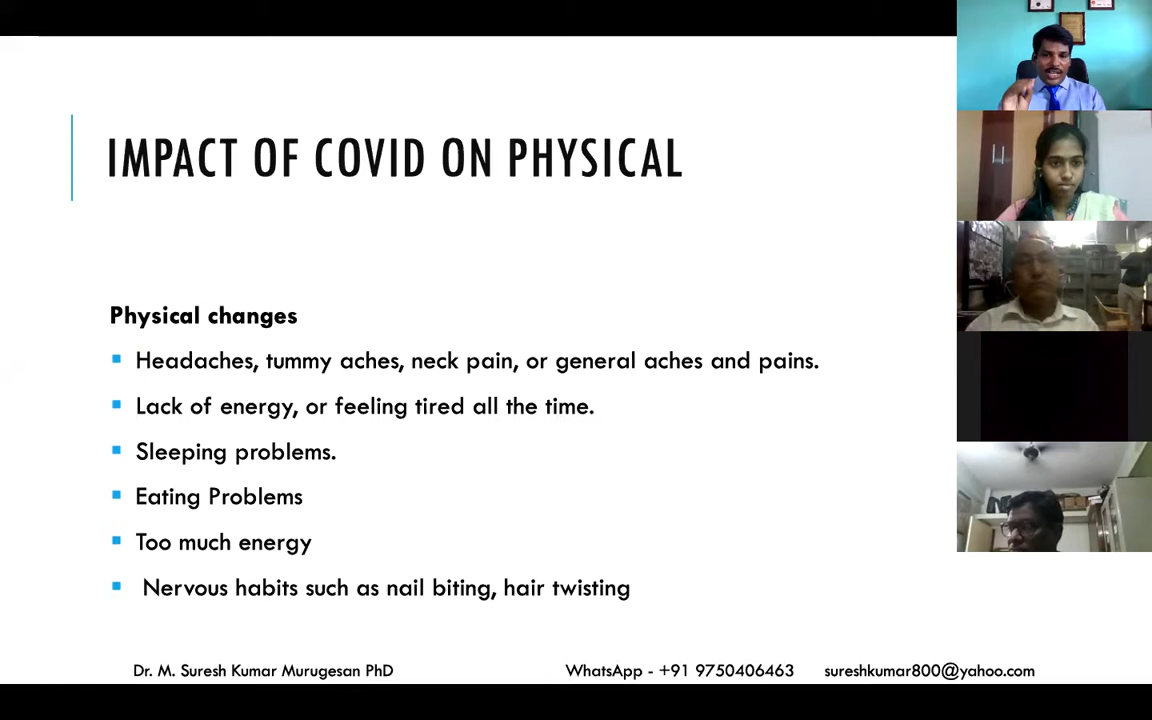 IMPACT OF COVID ON PHYSICAL
Physical changes
Headaches, tummy aches, neck pain, or general aches and pains.
Lack of energy, or feeling tired all the time.
Sleeping problems.
Eating Problems
Too much energy
Nervous habits such as nail biting, hair twisting
Dr. M. Suresh Kumar Murugesan PhD WhatsApp - +91 9750406463 sureshkumar800@yahoo.com